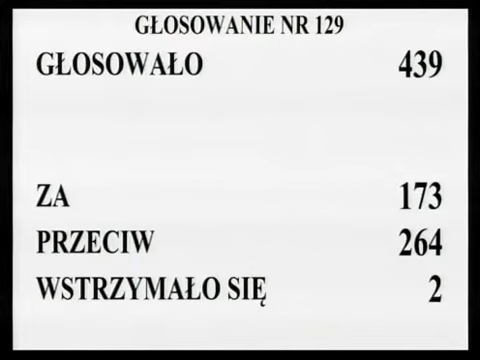 GŁOSOWANIE NR 129
GŁOSOWAŁO 439
ZA 173
PRZECIW 264
WSTRZYMAŁO SIĘ 2